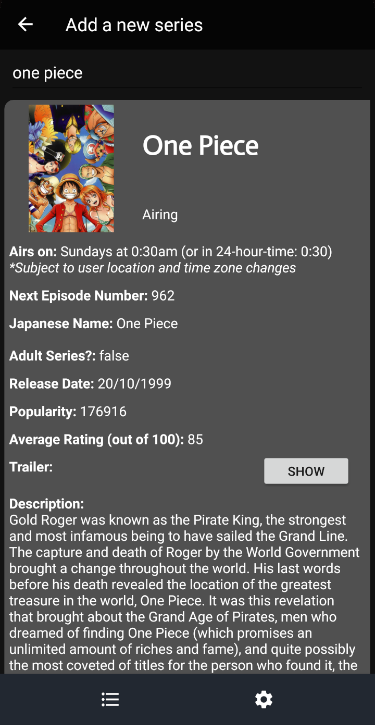 Add a new series
one piece
One Piece
Airing
Airs on: Sundays at 0:30am (or in 24-hour-time: 0:30)
*Subject to user location and time zone changes
Next Episode Number: 962
Japanese Name: One Piece
Adult Series?: false
Release Date: 20/10/1999
Popularity: 176916
Average Rating (out of 100): 85
Trailer:
SHOW
Description:
Gold Roger was known as the Pirate King, the strongest
and most infamous being to have sailed the Grand Line.
The capture and death of Roger by the World Government
brought a change throughout the world. His last words
before his death revealed the location of the greatest
treasure in the world, One Piece. It was this revelation
that brought about the Grand Age of Pirates, men who
dreamed of finding One Piece (which promises an
unlimited amount of riches and fame), and quite possibly
the most coveted of titles for the person who found it, the